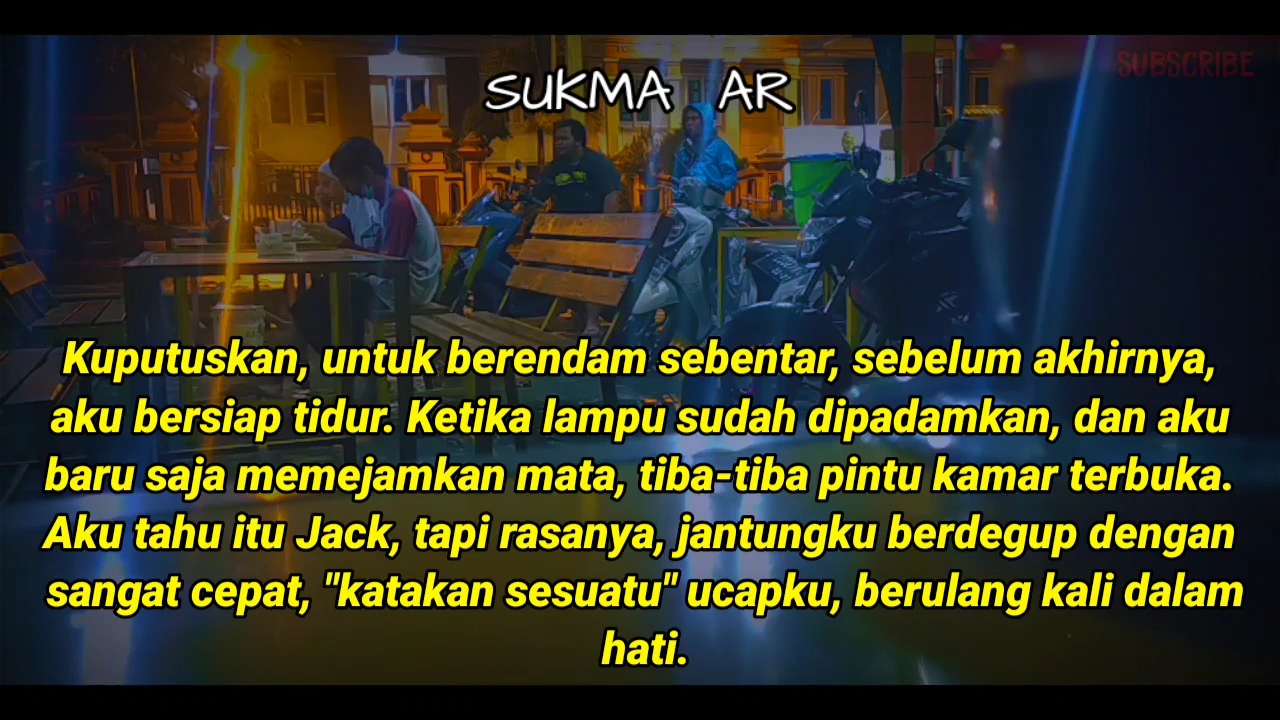 SUKMA AR
SUBSCRIBE
Kuputuskan, untuk berendam sebentar, sebelum akhirnya,
aku bersiap tidur. Ketika lampu sudah dipadamkan, dan aku
baru saja memejamkan mata, tiba-tiba pintu kamar terbuka.
Aku tahu itu Jack, tapi rasanya, jantungku berdegup dengan
sangat cepat, "katakan sesuatu" ucapku, berulang kali dalam
hati.